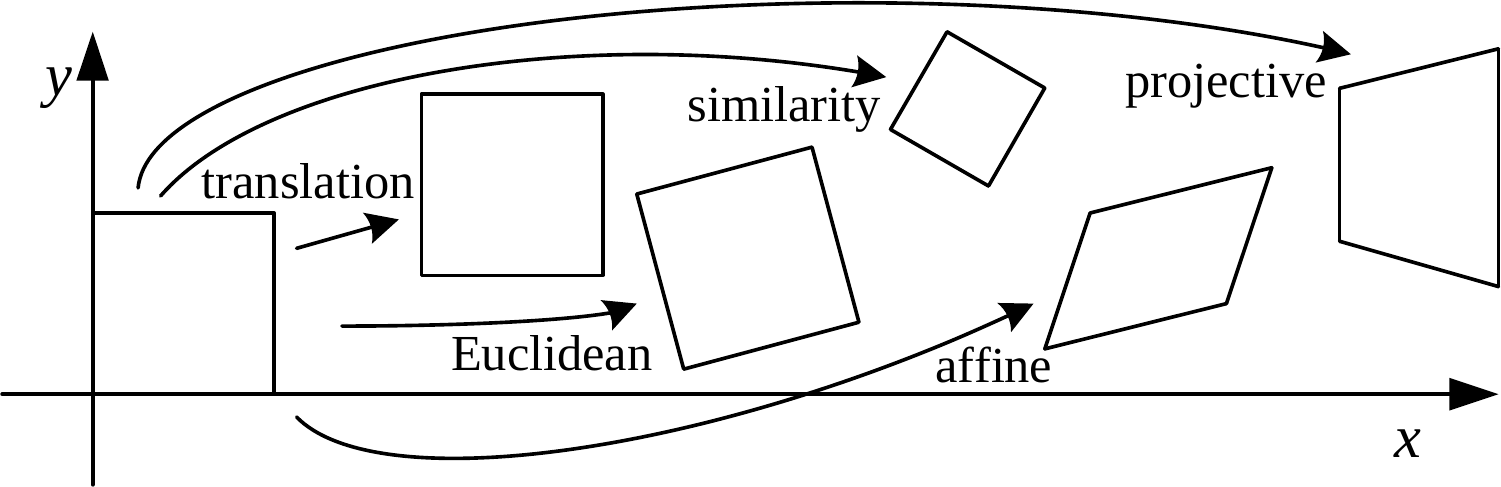 y
projective
similarity
translation
Euclidean
affine
x